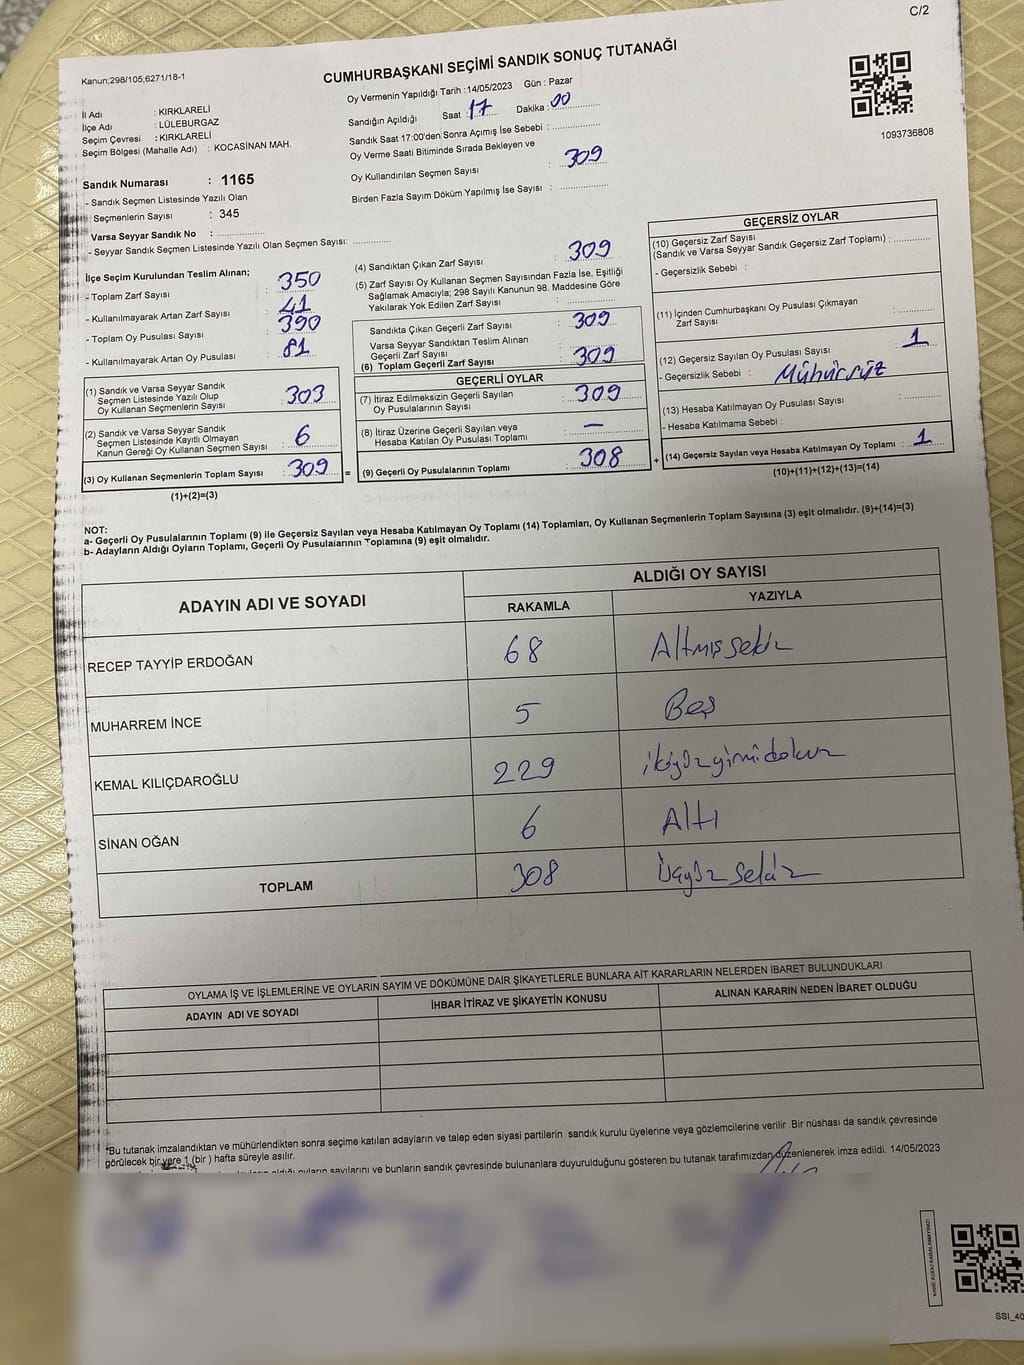 C/2
Kanun;298/105;6271/18-1
CUMHURBAŞKANI SEÇİMİ SANDIK SONUÇ TUTANAĞI
İl Adı : KIRKLARELİ
İlçe Adı : LÜLEBURGAZ
Seçim Çevresi : KIRKLARELİ
Seçim Bölgesi (Mahalle Adı) : KOCASİNAN MAH.
Sandık Numarası : 1165
- Sandık Seçmen Listesinde Yazılı Olan
Seçmenlerin Sayısı : 345
Varsa Seyyar Sandık No :
- Seyyar Sandık Seçmen Listesinde Yazılı Olan Seçmen Sayısı:
Oy Vermenin Yapıldığı Tarih :14/05/2023 Gün : Pazar
Sandığın Açıldığı Saat : 17 Dakika : 00
Sandık Saat 17:00'den Sonra Açımış İse Sebebi :
Oy Verme Saati Bitiminde Sırada Bekleyen ve
Oy Kullandırılan Seçmen Sayısı : 309
Birden Fazla Sayım Döküm Yapılmış İse Sayısı :
1093736808
İlçe Seçim Kurulundan Teslim Alınan;
- Toplam Zarf Sayısı : 350
- Kullanılmayarak Artan Zarf Sayısı : 41
- Toplam Oy Pusulası Sayısı : 390
- Kullanılmayarak Artan Oy Pusulası : 81
(1) Sandık ve Varsa Seyyar Sandık
Seçmen Listesinde Yazılı Olup
Oy Kullanan Seçmenlerin Sayısı : 303
(2) Sandık ve Varsa Seyyar Sandık
Seçmen Listesinde Kayıtlı Olmayan
Kanun Gereği Oy Kullanan Seçmen Sayısı : 6
(3) Oy Kullanan Seçmenlerin Toplam Sayısı : 309 =
(1)+(2)=(3)
(4) Sandıktan Çıkan Zarf Sayısı : 309
(5) Zarf Sayısı Oy Kullanan Seçmen Sayısından Fazla İse, Eşitliği
Sağlamak Amacıyla; 298 Sayılı Kanunun 98. Maddesine Göre
Yakılarak Yok Edilen Zarf Sayısı :
Sandıkta Çıkan Geçerli Zarf Sayısı : 309
Varsa Seyyar Sandıktan Teslim Alınan
Geçerli Zarf Sayısı :
(6) Toplam Geçerli Zarf Sayısı : 309
GEÇERLİ OYLAR
(7) İtiraz Edilmeksizin Geçerli Sayılan
Oy Pusulalarının Sayısı : 309
(8) İtiraz Üzerine Geçerli Sayılan veya
Hesaba Katılan Oy Pusulası Toplamı : —
(9) Geçerli Oy Pusulalarının Toplamı : 308 +
GEÇERSİZ OYLAR
(10) Geçersiz Zarf Sayısı
(Sandık ve Varsa Seyyar Sandık Geçersiz Zarf Toplamı) :
- Geçersizlik Sebebi :
(11) İçinden Cumhurbaşkanı Oy Pusulası Çıkmayan
Zarf Sayısı :
(12) Geçersiz Sayılan Oy Pusulası Sayısı : 1
- Geçersizlik Sebebi : Mühürsüz
(13) Hesaba Katılmayan Oy Pusulası Sayısı :
- Hesaba Katılmama Sebebi :
(14) Geçersiz Sayılan veya Hesaba Katılmayan Oy Toplamı : 1
(10)+(11)+(12)+(13)=(14)
NOT:
a- Geçerli Oy Pusulalarının Toplamı (9) ile Geçersiz Sayılan veya Hesaba Katılmayan Oy Toplamı (14) Toplamları, Oy Kullanan Seçmenlerin Toplam Sayısına (3) eşit olmalıdır. (9)+(14)=(3)
b- Adayların Aldığı Oyların Toplamı, Geçerli Oy Pusulalarının Toplamına (9) eşit olmalıdır.
ADAYIN ADI VE SOYADI
ALDIĞI OY SAYISI
RAKAMLA YAZIYLA
RECEP TAYYİP ERDOĞAN 68 Altmış sekiz
MUHARREM İNCE 5 Beş
KEMAL KILIÇDAROĞLU 229 ikiyüzyirmidokuz
SİNAN OĞAN 6 Altı
TOPLAM 308 Üçyüz sekiz
OYLAMA İŞ VE İŞLEMLERİNE VE OYLARIN SAYIM VE DÖKÜMÜNE DAİR ŞİKAYETLERLE BUNLARA AİT KARARLARIN NELERDEN İBARET BULUNDUKLARI
ADAYIN ADI VE SOYADI İHBAR İTİRAZ VE ŞİKAYETİN KONUSU ALINAN KARARIN NEDEN İBARET OLDUĞU
*Bu tutanak imzalandıktan ve mühürlendikten sonra seçime katılan adayların ve talep eden siyasi partilerin sandık kurulu üyelerine veya gözlemcilerine verilir .Bir nüshası da sandık çevresinde
görülecek bir yere 1 (bir ) hafta süreyle asılır.
aldığı oyların sayılarını ve bunların sandık çevresinde bulunanlara duyurulduğunu gösteren bu tutanak tarafımızdan düzenlenerek imza edildi. 14/05/2023
KARE KODU KARALAMAYINIZ!
SSI_40